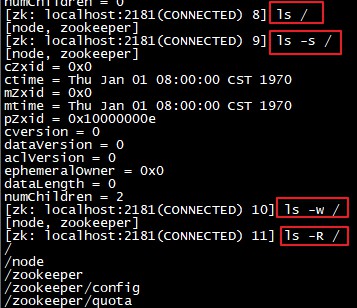 numChildren = 0
[zk: localhost:2181(CONNECTED) 8] ls /
[node, zookeeper]
[zk: localhost:2181(CONNECTED) 9] ls -s /
[node, zookeeper]
cZxid = 0x0
ctime = Thu Jan 01 08:00:00 CST 1970
mZxid = 0x0
mtime = Thu Jan 01 08:00:00 CST 1970
pZxid = 0x10000000e
cversion = 0
dataVersion = 0
aclVersion = 0
ephemeralOwner = 0x0
dataLength = 0
numChildren = 2
[zk: localhost:2181(CONNECTED) 10] ls -w /
[node, zookeeper]
[zk: localhost:2181(CONNECTED) 11] ls -R /
/
/node
/zookeeper
/zookeeper/config
/zookeeper/quota